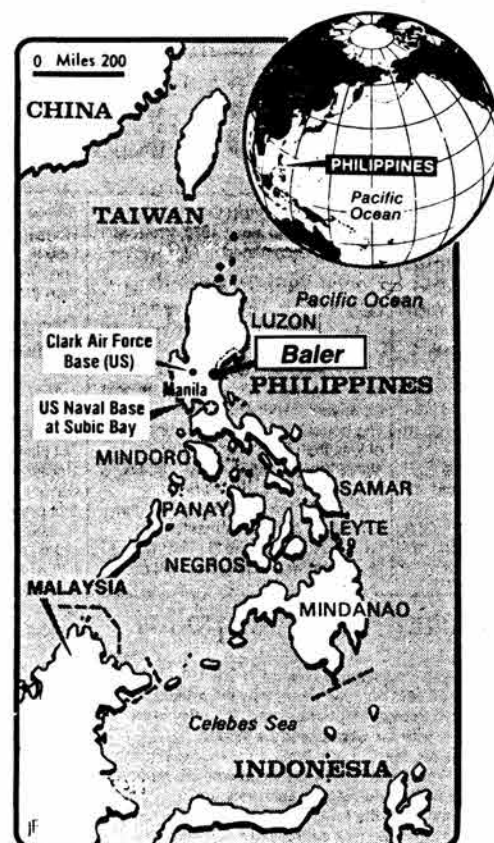 0 Miles 200
CHINA
PHILIPPINES
Pacific
Ocean
TAIWAN
Pacific Ocean
LUZON
Clark Air Force
Base (US)
Baler
Manila
PHILIPPINES
US Naval Base
at Subic Bay
MINDORO
SAMAR
PANAY
LEYTE
NEGROS
MALAYSIA
MINDANAO
Celebes Sea
INDONESIA
JF